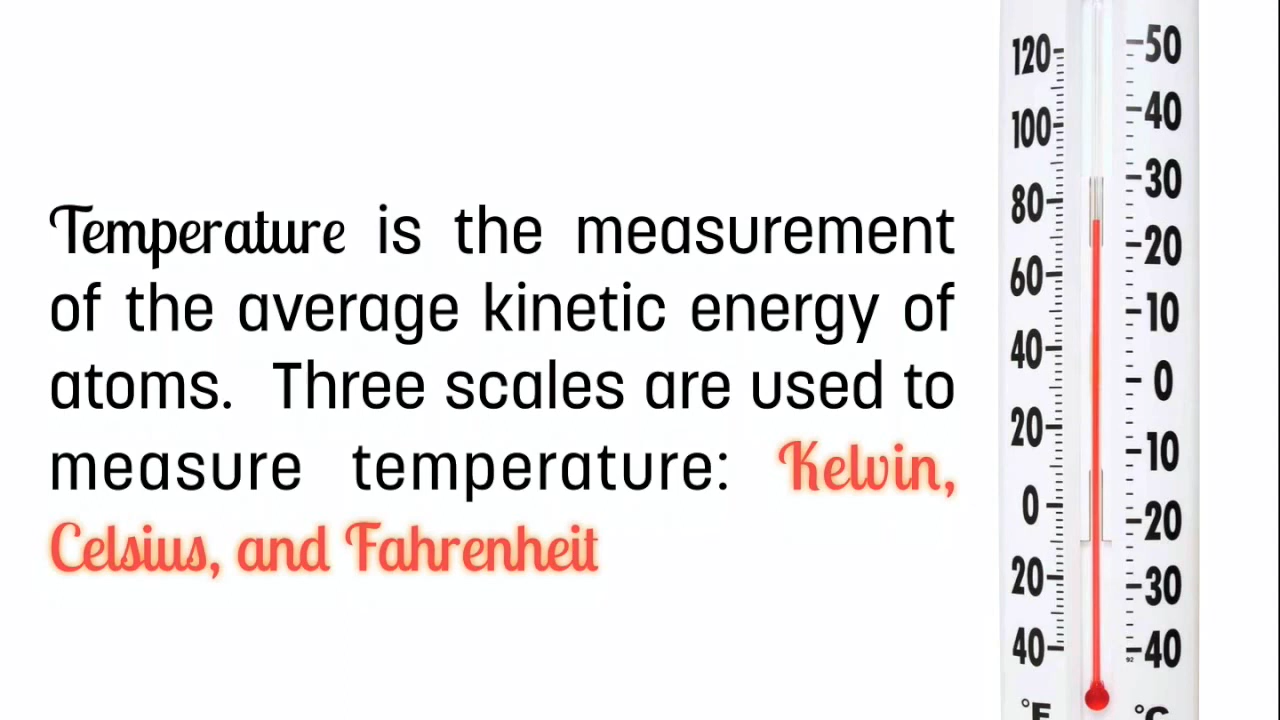 Temperature is the measurement
of the average kinetic energy of
atoms. Three scales are used to
measure temperature: Kelvin,
Celsius, and Fahrenheit
120 50
100 40
80 30
60 20
40 10
20 0
0 10
20 20
40 30
40
92
°F °C